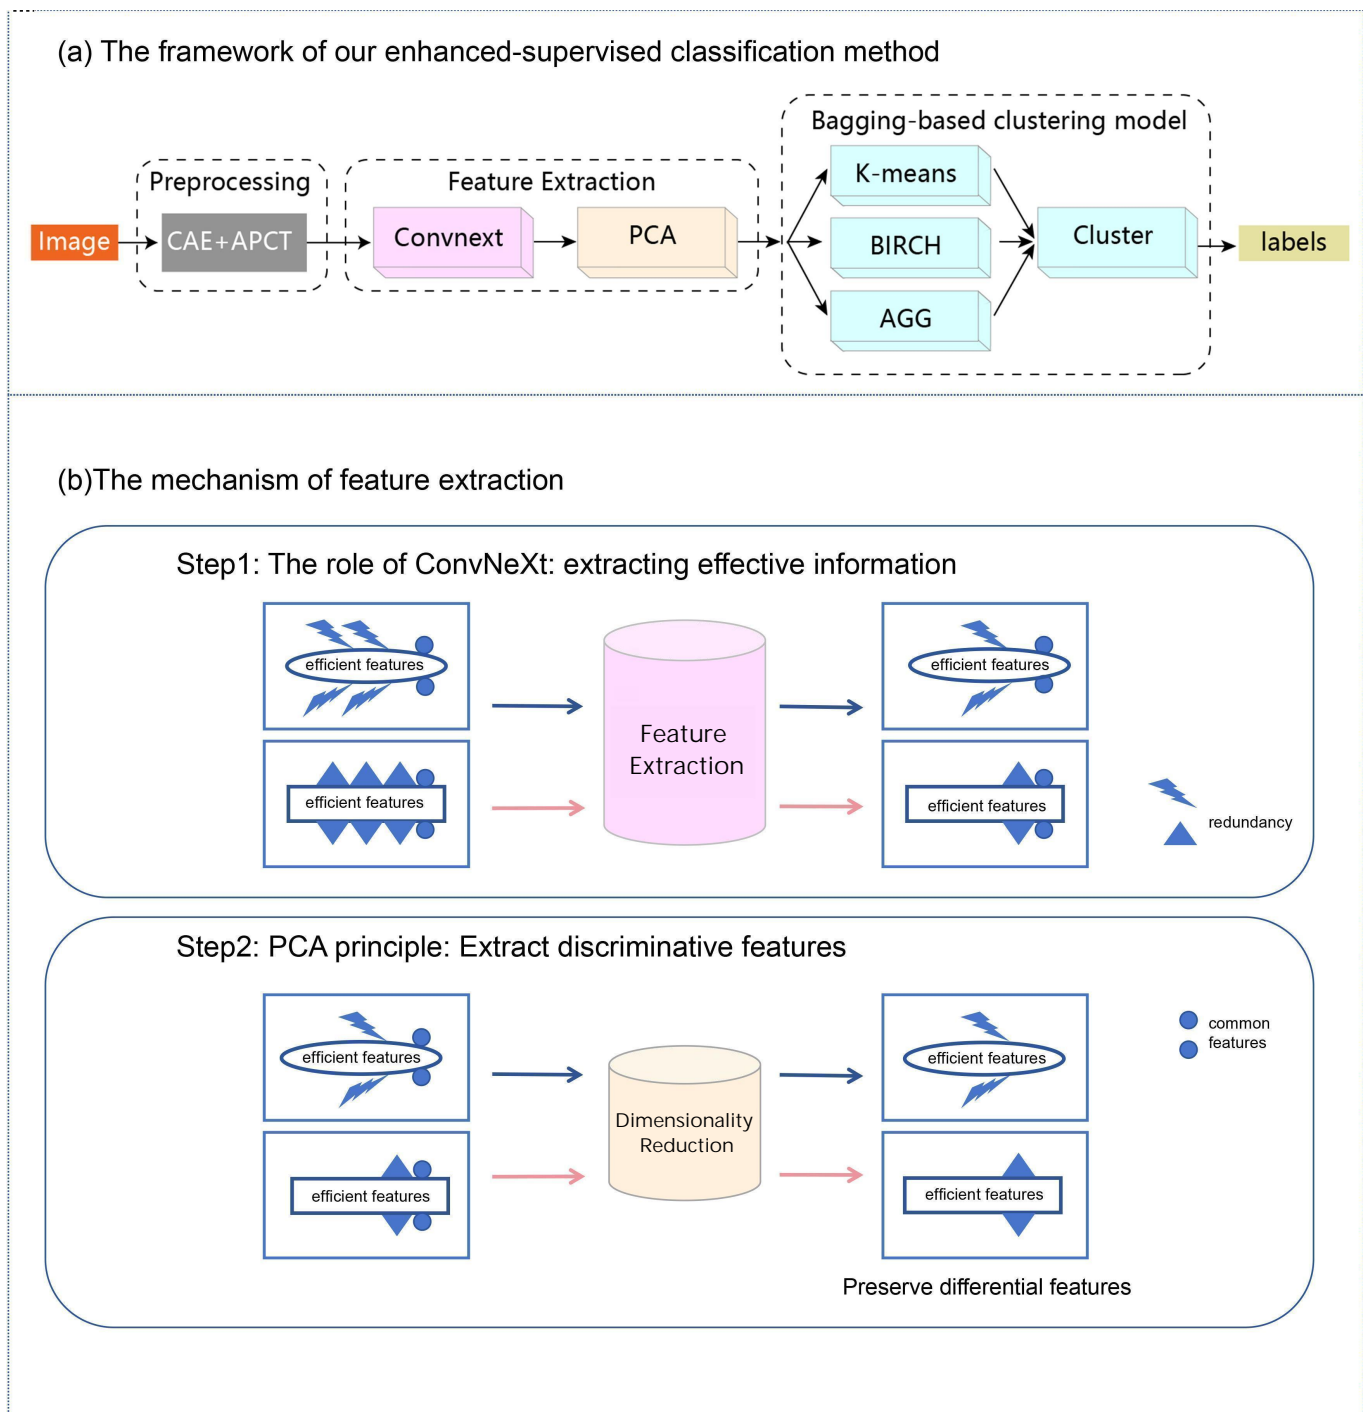 (a) The framework of our enhanced-supervised classification method
Bagging-based clustering model
Preprocessing
Feature Extraction
K-means
Image
CAE+APCT
Convnext
PCA
BIRCH
Cluster
labels
AGG
(b)The mechanism of feature extraction
Step1: The role of ConvNeXt: extracting effective information
efficient features
efficient features
Feature
Extraction
efficient features
efficient features
redundancy
Step2: PCA principle: Extract discriminative features
efficient features
efficient features
Dimensionality
Reduction
efficient features
efficient features
common
features
Preserve differential features